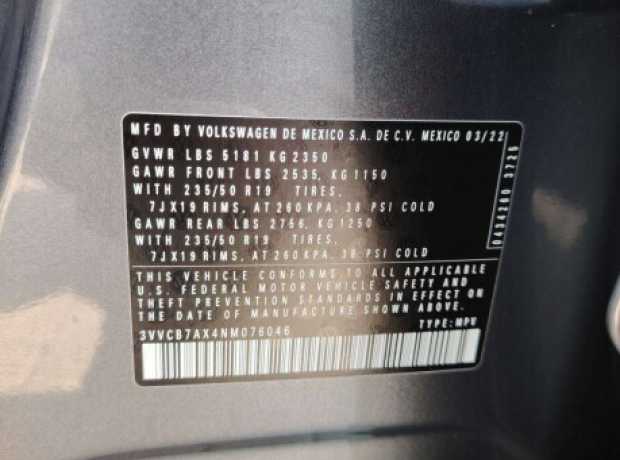 MFD BY VOLKSWAGEN DE MEXICO S.A. DE C.V. MEXICO 03/22
GVWR LBS 5181 KG 2350
GAWR FRONT LBS 2535, KG 1150
WITH 235/50 R19 TIRES.
7JX19 RIMS, AT 260 KPA, 38 PSI COLD
GAWR REAR LBS 2756, KG 1250
WITH 235/50 R19 TIRES.
7JX19 RIMS, AT 260 KPA, 38 PSI COLD
THIS VEHICLE CONFORMS TO ALL APPLICABLE
U.S. FEDERAL MOTOR VEHICLE SAFETY AND
THEFT PREVENTION STANDARDS IN EFFECT ON
THE DATE OF MANUFACTURE SHOWN ABOVE.
3VVCB7AX4NM076046 TYPE: MPV
0434260 3726